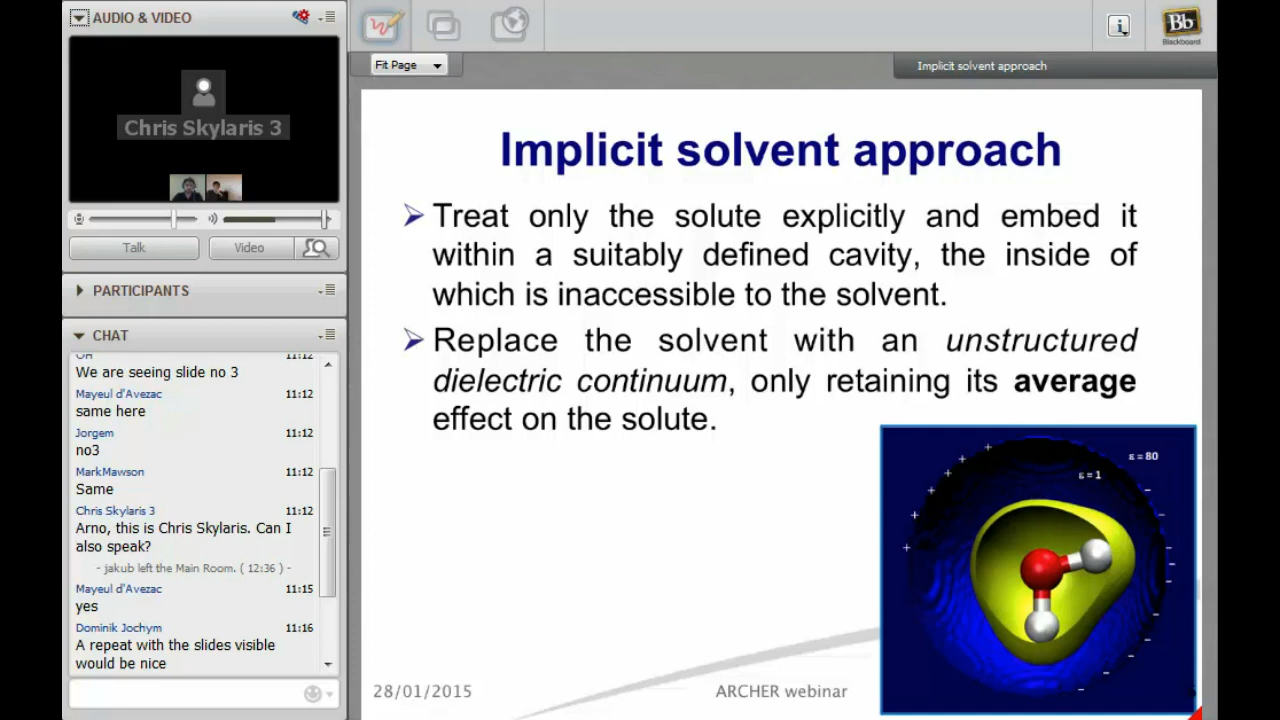 AUDIO & VIDEO
Chris Skylaris 3
Talk
Video
PARTICIPANTS
CHAT
11:12
We are seeing slide no 3
Mayeul d'Avezac 11:12
same here
Jorgem 11:12
no3
MarkMawson 11:12
Same
Chris Skylaris 3 11:12
Arno, this is Chris Skylaris. Can I
also speak?
- jakub left the Main Room. ( 12:36 ) -
Mayeul d'Avezac 11:15
yes
Dominik Jochym 11:16
A repeat with the slides visible
would be nice
Fit Page
Implicit solvent approach
Bb
Blackboard
Implicit solvent approach
Treat only the solute explicitly and embed it
within a suitably defined cavity, the inside of
which is inaccessible to the solvent.
Replace the solvent with an unstructured
dielectric continuum, only retaining its average
effect on the solute.
ε = 80
ε = 1
28/01/2015
ARCHER webinar